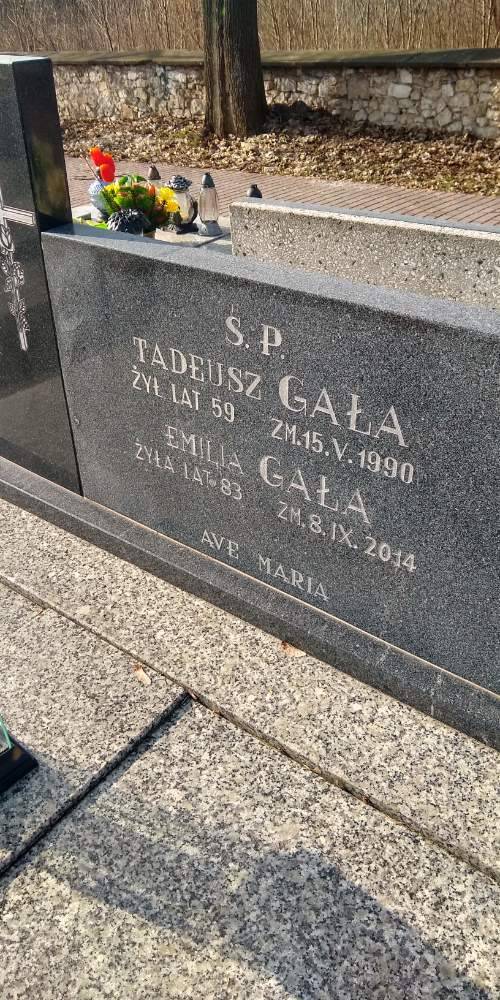 Ś. P.
TADEUSZ GAŁA
ŻYŁ LAT 59 ZM. 15. V. 1990
EMILIA GAŁA
ŻYŁA LAT 83 ZM. 8. IX. 2014
AVE MARIA